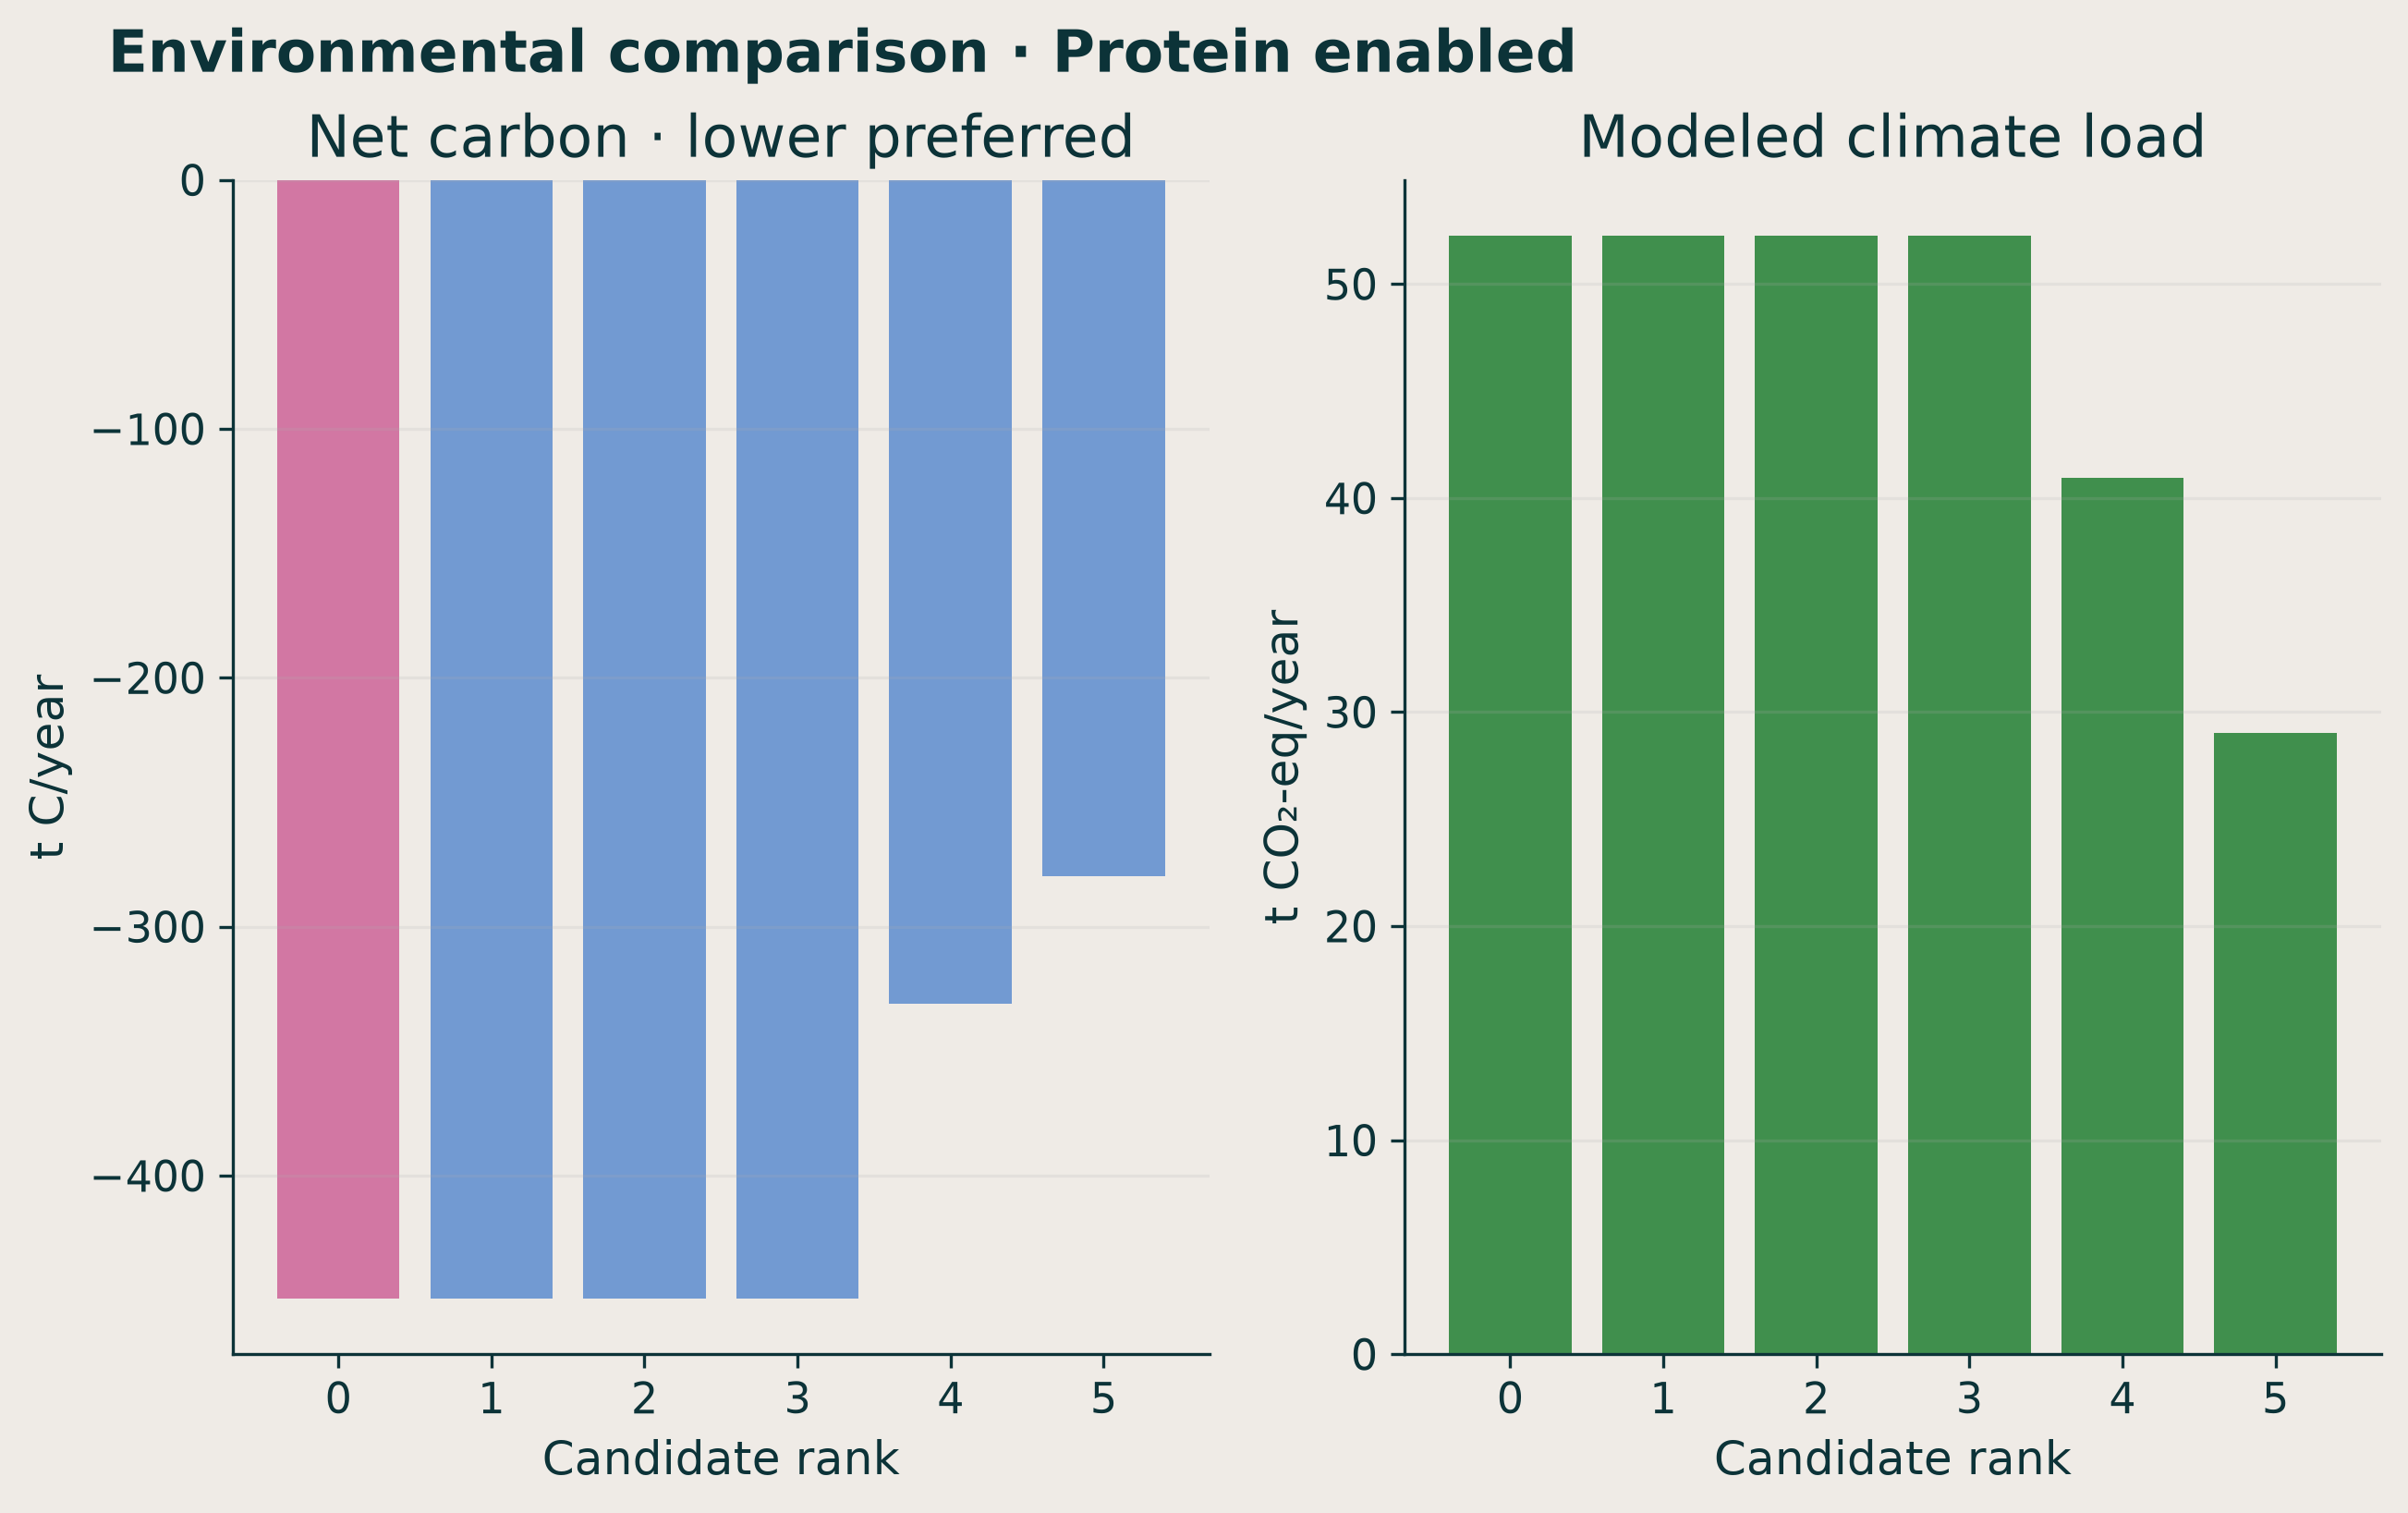 Environmental comparison · Protein enabled
Net carbon · lower preferred
0
−100
−200
−300
−400
t C/year
0 1 2 3 4 5
Candidate rank
Modeled climate load
50
40
30
20
10
0
t CO₂-eq/year
0 1 2 3 4 5
Candidate rank